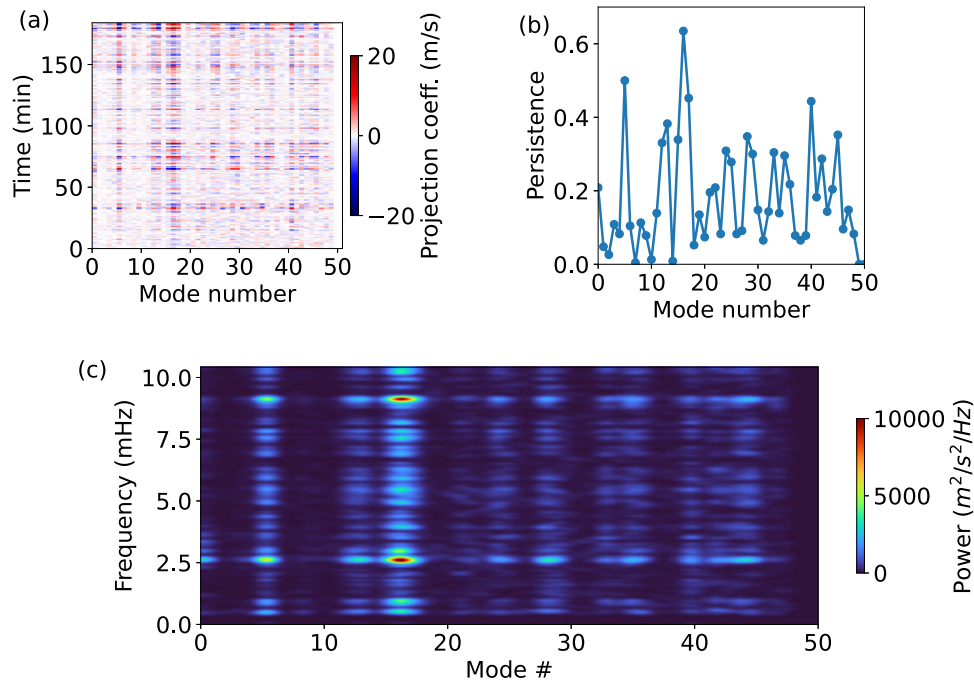 (a)
Time (min)
150
100
50
0
0 10 20 30 40 50
Mode number
20
0
−20
Projection coeff. (m/s)
(b)
Persistence
0.6
0.4
0.2
0.0
0 10 20 30 40 50
Mode number
(c)
Frequency (mHz)
10.0
7.5
5.0
2.5
0.0
0 10 20 30 40 50
Mode #
10000
5000
0
Power (m²/s²/Hz)